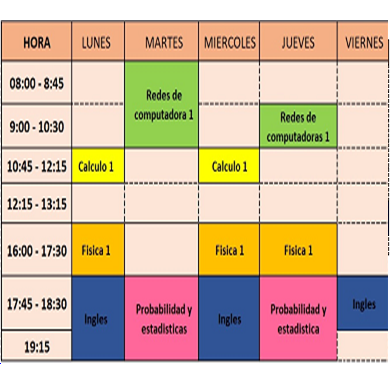 HORA LUNES MARTES MIERCOLES JUEVES VIERNES
08:00 - 8:45
Redes de
computadora 1
9:00 - 10:30
Redes de
computadoras 1
10:45 - 12:15 Calculo 1 Calculo 1
12:15 - 13:15
16:00 - 17:30 Fisica 1 Fisica 1 Fisica 1
17:45 - 18:30
Ingles
Probabilidad y
estadisticas
Ingles
Probabilidad y
estadistica
Ingles
19:15